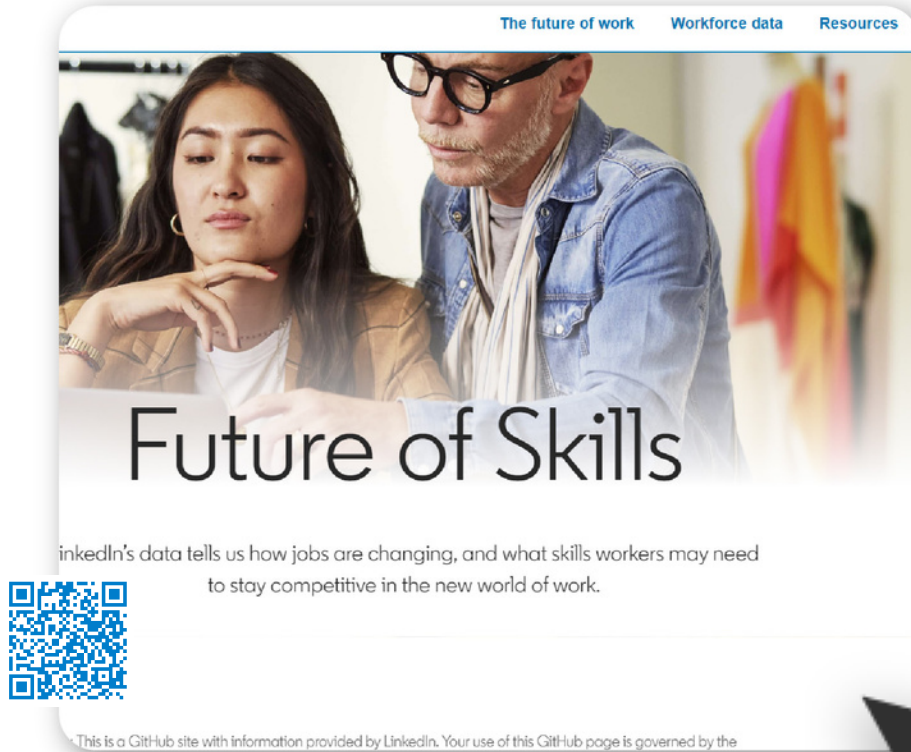 The future of work Workforce data Resources
Future of Skills
inkedIn's data tells us how jobs are changing, and what skills workers may need
to stay competitive in the new world of work.
This is a GitHub site with information provided by LinkedIn. Your use of this GitHub page is governed by the